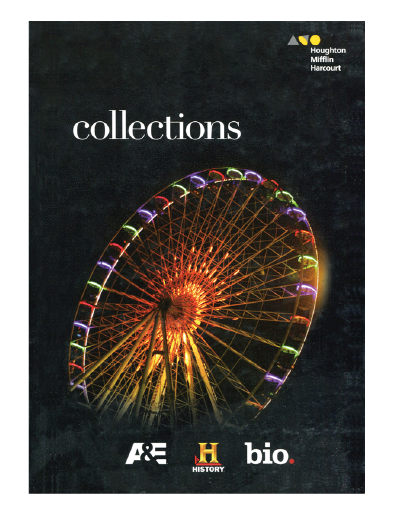 Houghton
Mifflin
Harcourt
collections
A&E
H
HISTORY
bio.